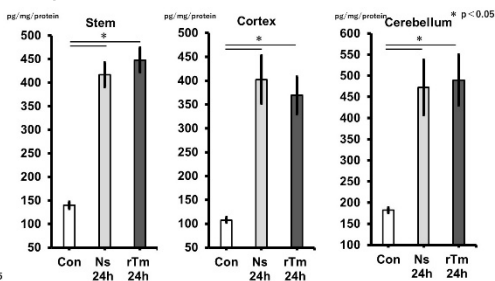 pg/mg/protein
Stem
*
500
450
400
350
300
250
200
150
100
50
Con Ns rTm
24h 24h
pg/mg/protein
Cortex
*
500
450
400
350
300
250
200
150
100
50
Con Ns rTm
24h 24h
pg/mg/protein
Cerebellum
* p<0.05
*
600
550
500
450
400
350
300
250
200
150
100
Con Ns rTm
24h 24h